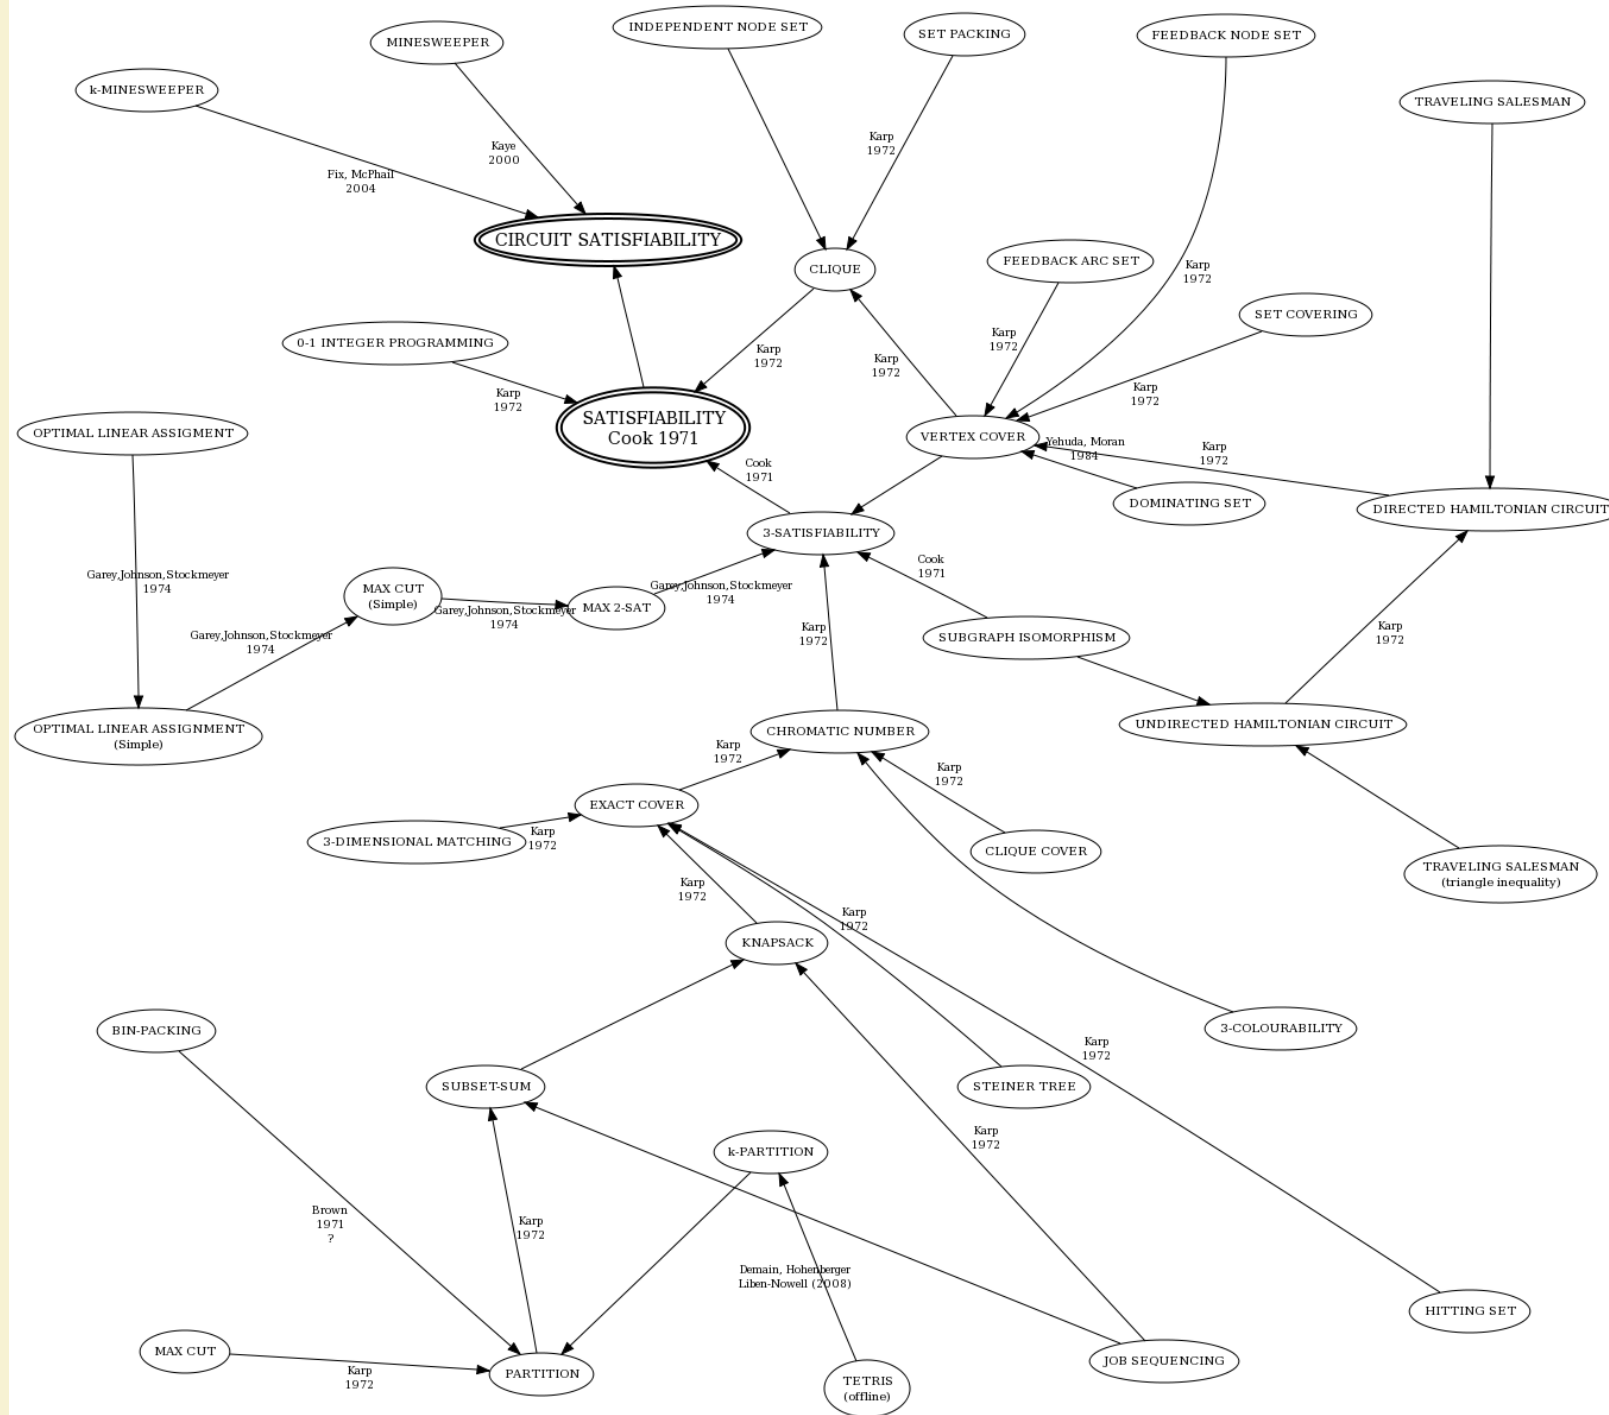 INDEPENDENT NODE SET
SET PACKING
FEEDBACK NODE SET
MINESWEEPER
k-MINESWEEPER
TRAVELING SALESMAN
Karp
1972
Kaye
2000
Fix, McPhail
2004
CIRCUIT SATISFIABILITY
CLIQUE
FEEDBACK ARC SET
Karp
1972
SET COVERING
0-1 INTEGER PROGRAMMING
Karp
1972
Karp
1972
Karp
1972
Karp
1972
Karp
1972
SATISFIABILITY
Cook 1971
OPTIMAL LINEAR ASSIGMENT
VERTEX COVER
Yehuda, Moran
1984
Karp
1972
Cook
1971
DOMINATING SET
DIRECTED HAMILTONIAN CIRCUIT
3-SATISFIABILITY
Cook
1971
Garey,Johnson,Stockmeyer
1974
MAX CUT
(Simple)
Garey,Johnson,Stockmeyer
1974
MAX 2-SAT
Garey,Johnson,Stockmeyer
1974
Garey,Johnson,Stockmeyer
1974
Karp
1972
SUBGRAPH ISOMORPHISM
Karp
1972
OPTIMAL LINEAR ASSIGNMENT
(Simple)
CHROMATIC NUMBER
UNDIRECTED HAMILTONIAN CIRCUIT
Karp
1972
Karp
1972
EXACT COVER
3-DIMENSIONAL MATCHING
Karp
1972
CLIQUE COVER
TRAVELING SALESMAN
(triangle inequality)
Karp
1972
Karp
1972
KNAPSACK
BIN-PACKING
3-COLOURABILITY
Karp
1972
SUBSET-SUM
STEINER TREE
Karp
1972
k-PARTITION
Brown
1971
?
Karp
1972
Demain, Hohenberger
Liben-Nowell (2008)
HITTING SET
MAX CUT
Karp
1972
PARTITION
JOB SEQUENCING
TETRIS
(offline)